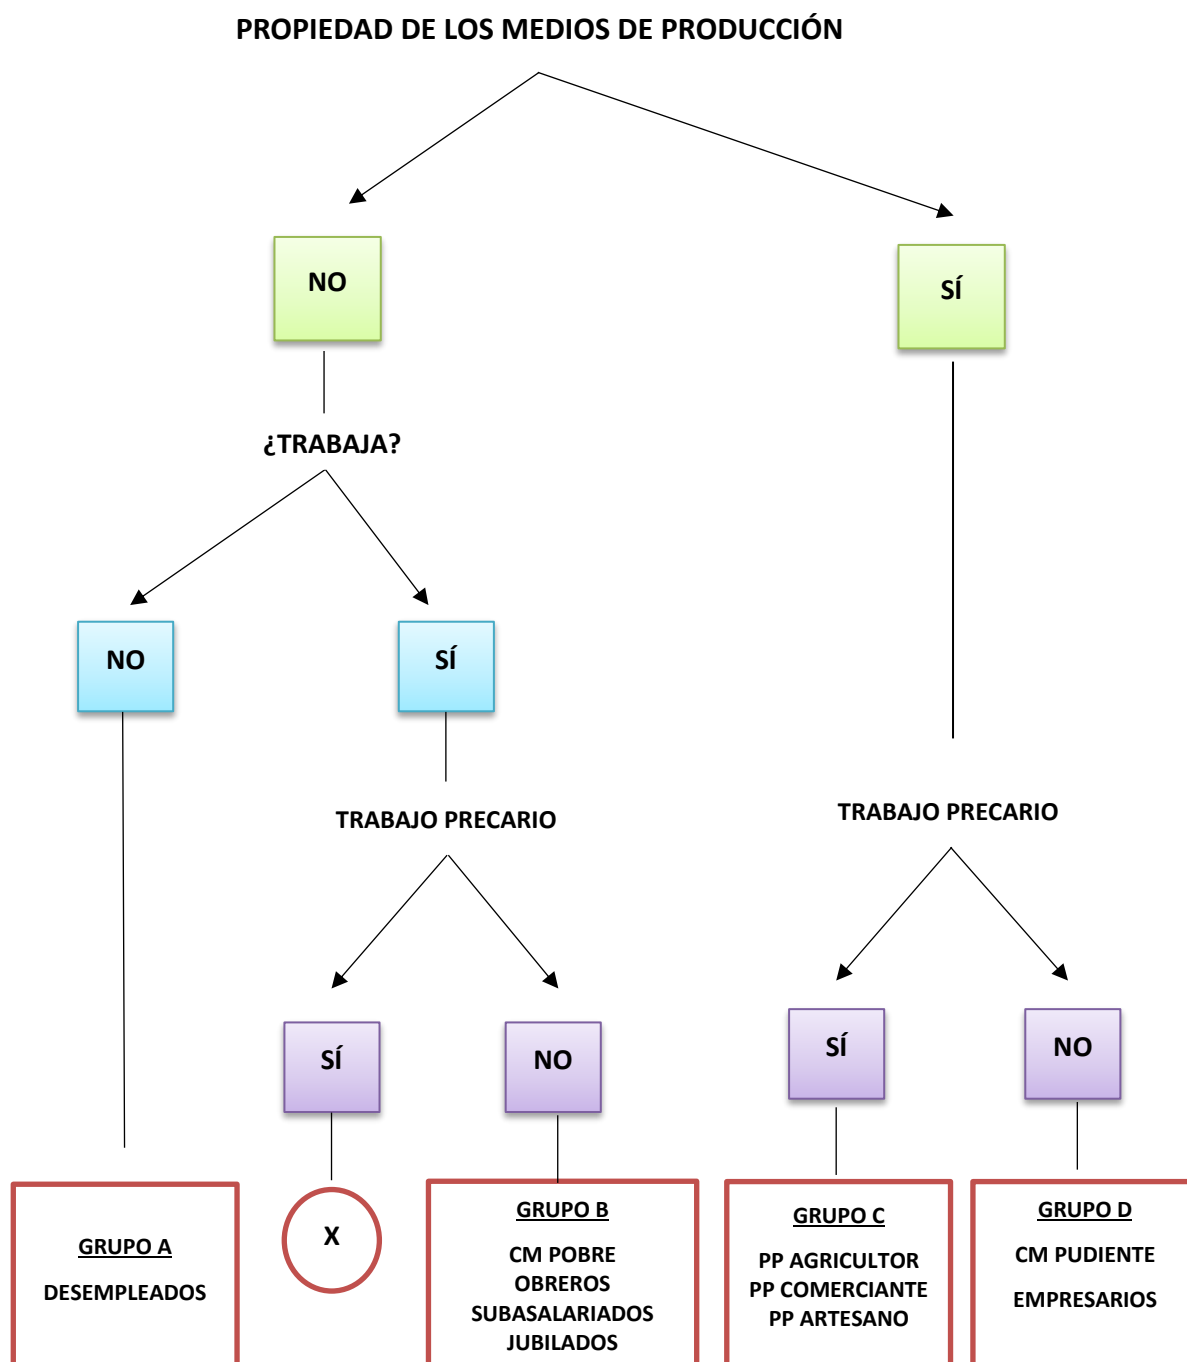 PROPIEDAD DE LOS MEDIOS DE PRODUCCIÓN
NO
SÍ
¿TRABAJA?
NO
SÍ
TRABAJO PRECARIO
TRABAJO PRECARIO
SÍ
NO
SÍ
NO
GRUPO A
DESEMPLEADOS
X
GRUPO B
CM POBRE
OBREROS
SUBASALARIADOS
JUBILADOS
GRUPO C
PP AGRICULTOR
PP COMERCIANTE
PP ARTESANO
GRUPO D
CM PUDIENTE
EMPRESARIOS